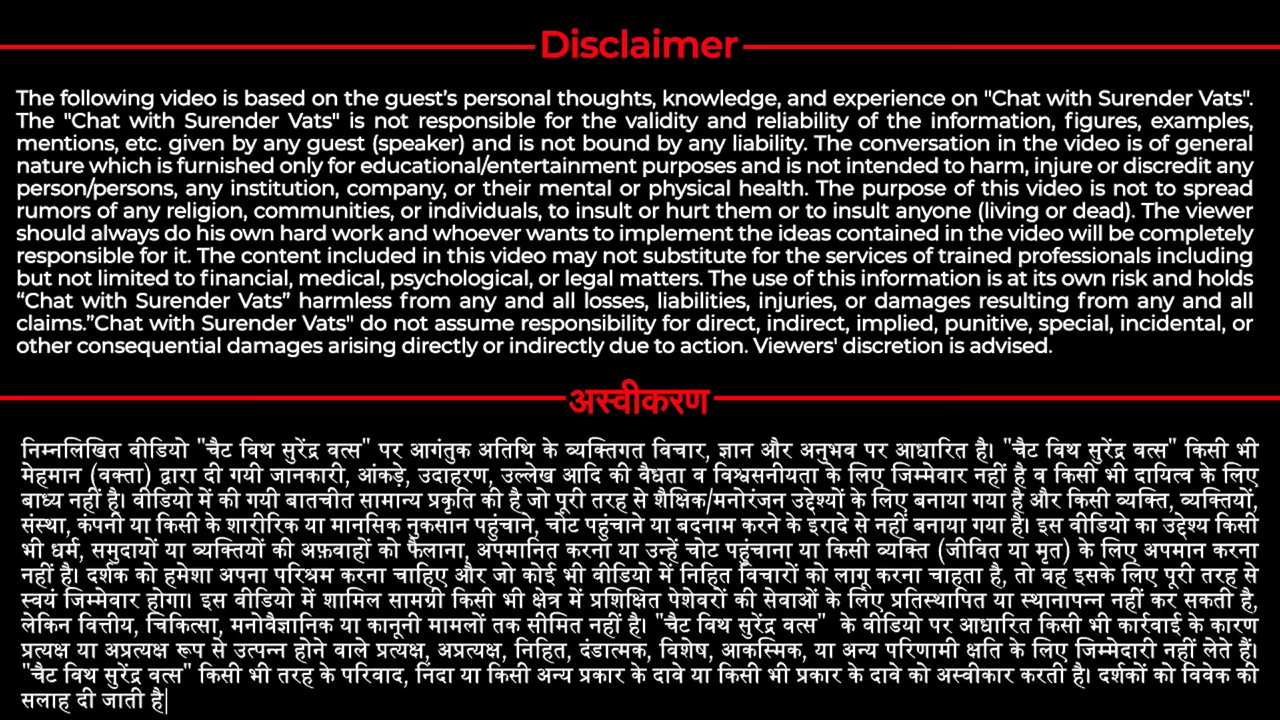 Disclaimer
The following video is based on the guest's personal thoughts, knowledge, and experience on "Chat with Surender Vats".
The "Chat with Surender Vats" is not responsible for the validity and reliability of the information, figures, examples,
mentions, etc. given by any guest (speaker) and is not bound by any liability. The conversation in the video is of general
nature which is furnished only for educational/entertainment purposes and is not intended to harm, injure or discredit any
person/persons, any institution, company, or their mental or physical health. The purpose of this video is not to spread
rumors of any religion, communities, or individuals, to insult or hurt them or to insult anyone (living or dead). The viewer
should always do his own hard work and whoever wants to implement the ideas contained in the video will be completely
responsible for it. The content included in this video may not substitute for the services of trained professionals including
but not limited to financial, medical, psychological, or legal matters. The use of this information is at its own risk and holds
“Chat with Surender Vats” harmless from any and all losses, liabilities, injuries, or damages resulting from any and all
claims.”Chat with Surender Vats" do not assume responsibility for direct, indirect, implied, punitive, special, incidental, or
other consequential damages arising directly or indirectly due to action. Viewers' discretion is advised.
अस्वीकरण
निम्नलिखित वीडियो "चैट विथ सुरेंद्र वत्स" पर आगंतुक अतिथि के व्यक्तिगत विचार, ज्ञान और अनुभव पर आधारित है। "चैट विथ सुरेंद्र वत्स" किसी भी
मेहमान (वक्ता) द्वारा दी गयी जानकारी, आंकड़े, उदाहरण, उल्लेख आदि की वैधता व विश्वसनीयता के लिए जिम्मेवार नहीं है व किसी भी दायित्व के लिए
बाध्य नहीं है। वीडियो में की गयी बातचीत सामान्य प्रकृति की है जो पूरी तरह से शैक्षिक/मनोरंजन उद्देश्यों के लिए बनाया गया है और किसी व्यक्ति, व्यक्तियों,
संस्था, कंपनी या किसी के शारीरिक या मानसिक नुकसान पहुंचाने, चोट पहुंचाने या बदनाम करने के इरादे से नहीं बनाया गया है। इस वीडियो का उद्देश्य किसी
भी धर्म, समुदायों या व्यक्तियों की अफ़वाहों को फैलाना, अपमानित करना या उन्हें चोट पहुंचाना या किसी व्यक्ति (जीवित या मृत) के लिए अपमान करना
नहीं है। दर्शक को हमेशा अपना परिश्रम करना चाहिए और जो कोई भी वीडियो में निहित विचारों को लागू करना चाहता है, तो वह इसके लिए पूरी तरह से
स्वयं जिम्मेवार होगा। इस वीडियो में शामिल सामग्री किसी भी क्षेत्र में प्रशिक्षित पेशेवरों की सेवाओं के लिए प्रतिस्थापित या स्थानापन्न नहीं कर सकती है,
लेकिन वित्तीय, चिकित्सा, मनोवैज्ञानिक या कानूनी मामलों तक सीमित नहीं है। "चैट विथ सुरेंद्र वत्स" के वीडियो पर आधारित किसी भी कार्रवाई के कारण
प्रत्यक्ष या अप्रत्यक्ष रूप से उत्पन्न होने वाले प्रत्यक्ष, अप्रत्यक्ष, निहित, दंडात्मक, विशेष, आकस्मिक, या अन्य परिणामी क्षति के लिए जिम्मेदारी नहीं लेते हैं।
"चैट विथ सुरेंद्र वत्स" किसी भी तरह के परिवाद, निंदा या किसी अन्य प्रकार के दावे या किसी भी प्रकार के दावे को अस्वीकार करती है। दर्शकों को विवेक की
सलाह दी जाती है|